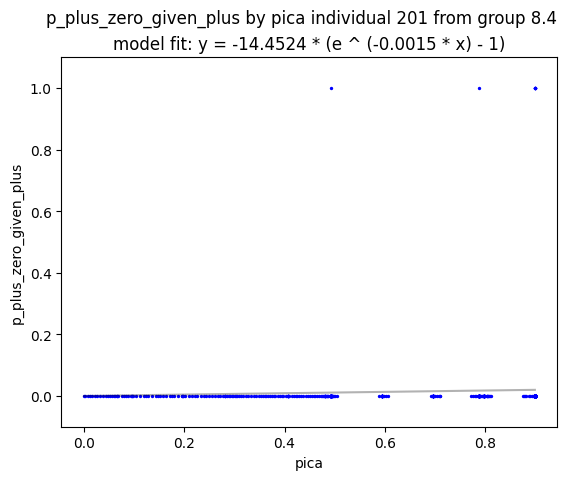 p_plus_zero_given_plus by pica individual 201 from group 8.4
model fit: y = -14.4524 * (e ^ (-0.0015 * x) - 1)
1.0
0.8
0.6
0.4
0.2
0.0
p_plus_zero_given_plus
0.0 0.2 0.4 0.6 0.8
pica